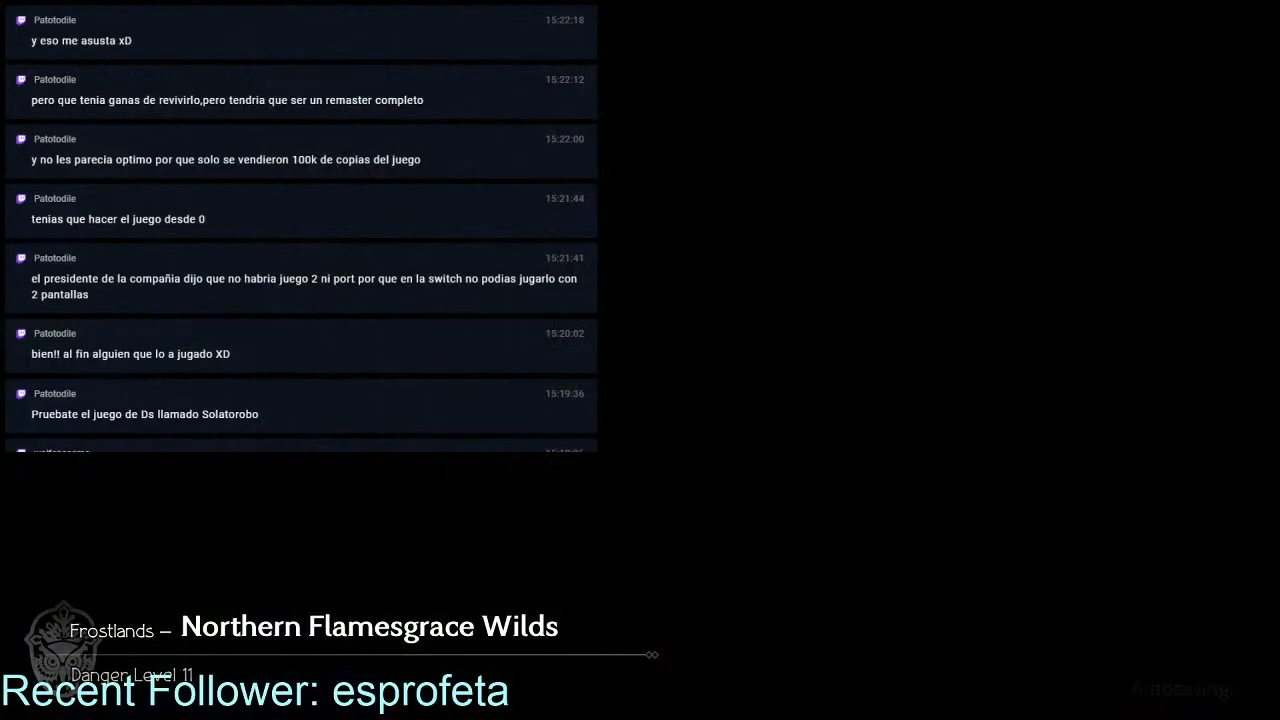 Patotodile 15:22:18
y eso me asusta xD
Patotodile 15:22:12
pero que tenia ganas de revivirlo,pero tendria que ser un remaster completo
Patotodile 15:22:00
y no les parecia optimo por que solo se vendieron 100k de copias del juego
Patotodile 15:21:44
tenias que hacer el juego desde 0
Patotodile 15:21:41
el presidente de la compañia dijo que no habria juego 2 ni port por que en la switch no podias jugarlo con
2 pantallas
Patotodile 15:20:02
bien!! al fin alguien que lo a jugado XD
Patotodile 15:19:36
Pruebate el juego de Ds llamado Solatorobo
Frostlands – Northern Flamesgrace Wilds
Danger Level 11
Recent Follower: esprofeta
Autosaving.